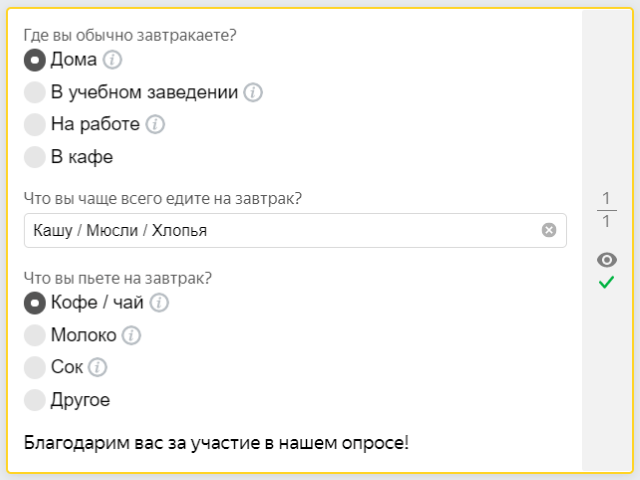 Где вы обычно завтракаете?
Дома
В учебном заведении
На работе
В кафе
Что вы чаще всего едите на завтрак?
Кашу / Мюсли / Хлопья
Что вы пьете на завтрак?
Кофе / чай
Молоко
Сок
Другое
Благодарим вас за участие в нашем опросе!
1
1